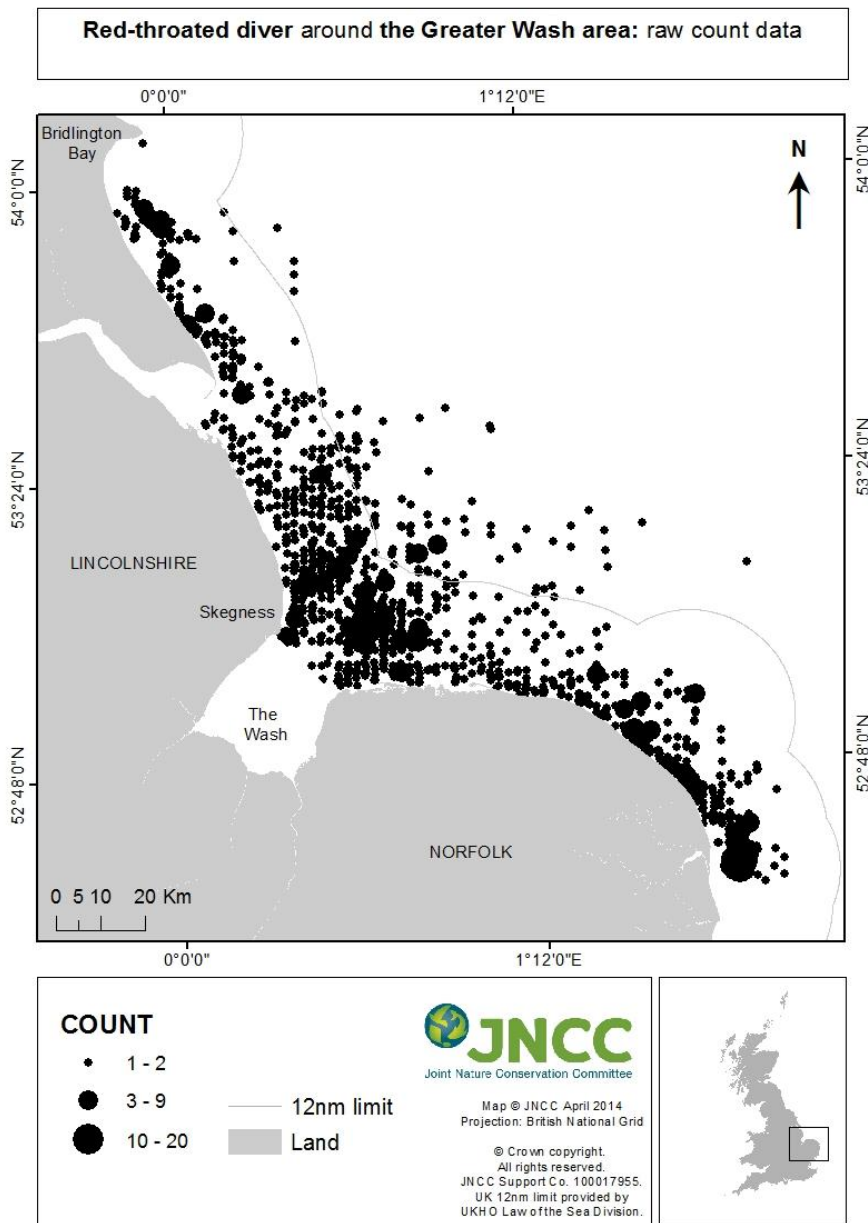 Red-throated diver around the Greater Wash area: raw count data
0°0'0"
1°12'0"E
Bridlington
Bay
N
54°0'0"N
54°0'0"N
53°24'0"N
53°24'0"N
LINCOLNSHIRE
Skegness
The
Wash
52°48'0"N
52°48'0"N
NORFOLK
0 5 10 20 Km
0°0'0"
1°12'0"E
COUNT
1 - 2
3 - 9
10 - 20
12nm limit
Land
JNCC
Joint Nature Conservation Committee
Map © JNCC April 2014
Projection: British National Grid
© Crown copyright.
All rights reserved.
JNCC Support Co. 100017955.
UK 12nm limit provided by
UKHO Law of the Sea Division.